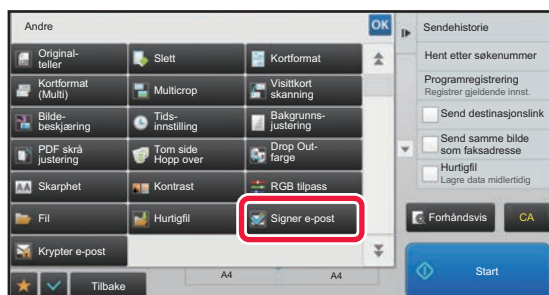 Andre
OK
Original-
teller
Slett
Kortformat
Kortformat
(Multi)
Multicrop
Visittkort
skanning
Bilde-
beskjæring
Tids-
innstilling
Bakgrunns-
justering
PDF skrå
justering
Tom side
Hopp over
Drop Out-
farge
AA
Skarphet
Kontrast
RGB tilpass
Fil
Hurtigfil
Signer e-post
Krypter e-post
Tilbake
A4
A4
Sendehistorie
Hent etter søkenummer
Programregistrering
Registrer gjeldende innst.
Send destinasjonslink
Send samme bilde
som faksadresse
Hurtigfil
Lagre data midlertidig
Forhåndsvis
CA
Start